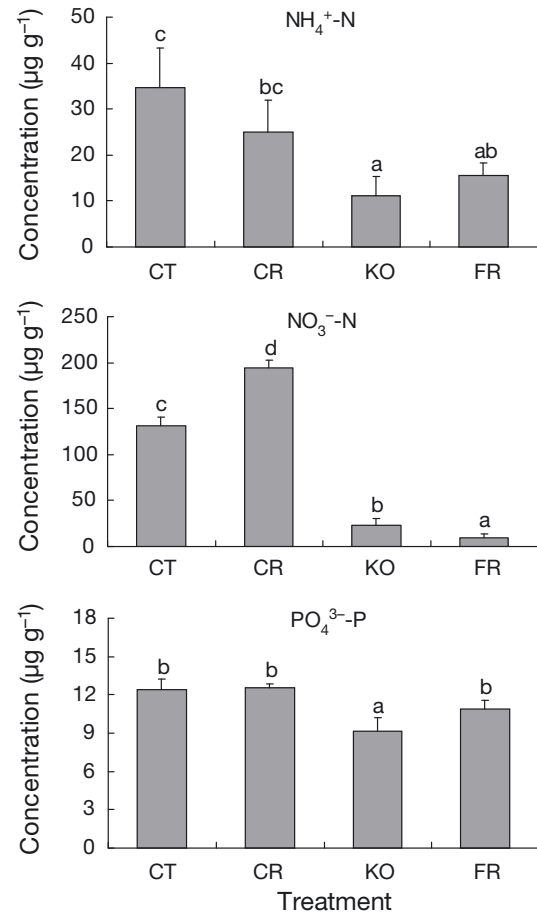 NH₄⁺-N
Concentration (µg g⁻¹)
50
40
30
20
10
0
c
bc
a
ab
CT CR KO FR
NO₃⁻-N
Concentration (µg g⁻¹)
250
200
150
100
50
0
c
d
b
a
CT CR KO FR
PO₄³⁻-P
Concentration (µg g⁻¹)
18
15
12
9
6
3
0
b
b
a
b
CT CR KO FR
Treatment